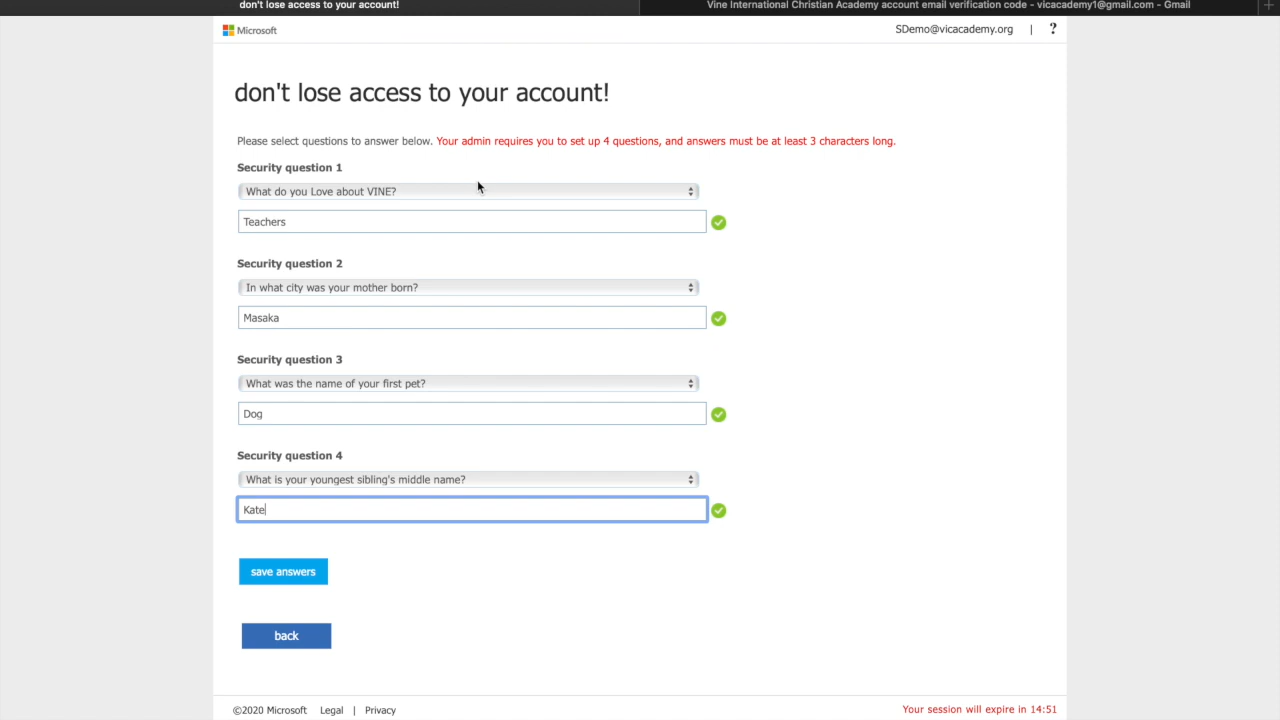 don't lose access to your account!
Vine International Christian Academy account email verification code - vicacademy1@gmail.com - Gmail
+
Microsoft
SDemo@vicacademy.org | ?
don't lose access to your account!
Please select questions to answer below. Your admin requires you to set up 4 questions, and answers must be at least 3 characters long.
Security question 1
What do you Love about VINE?
Teachers
Security question 2
In what city was your mother born?
Masaka
Security question 3
What was the name of your first pet?
Dog
Security question 4
What is your youngest sibling's middle name?
Kate
save answers
back
©2020 Microsoft Legal | Privacy
Your session will expire in 14:51